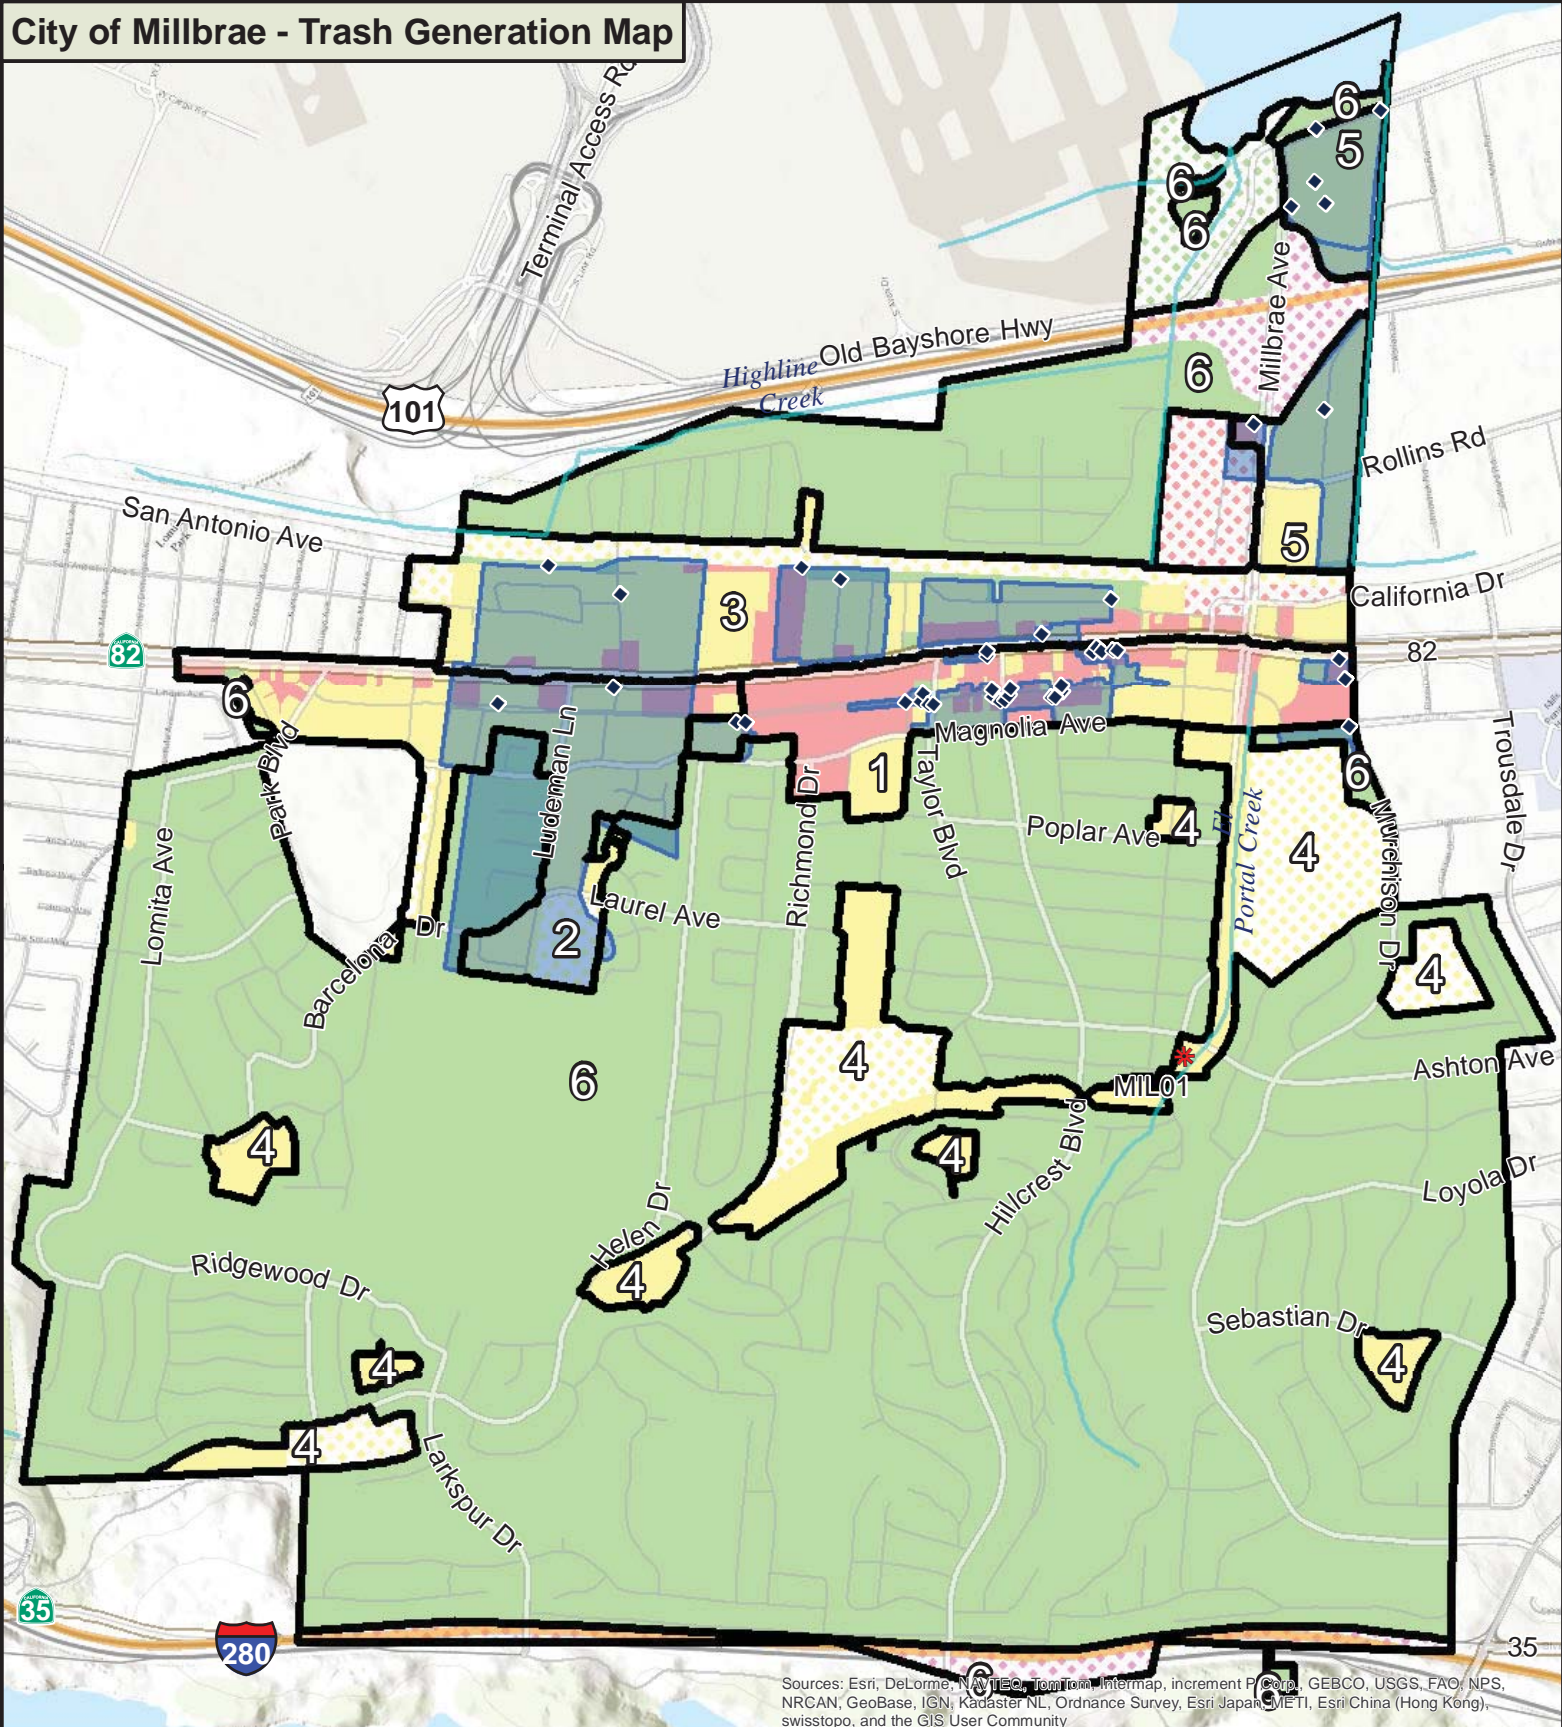 City of Millbrae - Trash Generation Map
Terminal Access Rd
6
5
6
6
Millbrae Ave
Old Bayshore Hwy
Highline
Creek
6
101
101
Rollins Rd
San Antonio Ave
5
California Dr
3
82
82
6
Magnolia Ave
Park Blvd
Ludeman Ln
1
Taylor Blvd
Richmond Dr
6
Trousdale Dr
Murchison Dr
Poplar Ave
4
El
Portal Creek
4
Lomita Ave
Laurel Ave
2
Barcelona Dr
4
6
4
MIL01
Ashton Ave
4
4
Hillcrest Blvd
Loyola Dr
Helen Dr
4
Ridgewood Dr
Sebastian Dr
4
4
4
Larkspur Dr
CALIFORNIA
35
280
35
6
6
Sources: Esri, DeLorme, NAVTEQ, TomTom, Intermap, increment P Corp., GEBCO, USGS, FAO, NPS,
NRCAN, GeoBase, IGN, Kadaster NL, Ordnance Survey, Esri Japan, METI, Esri China (Hong Kong),
swisstopo, and the GIS User Community